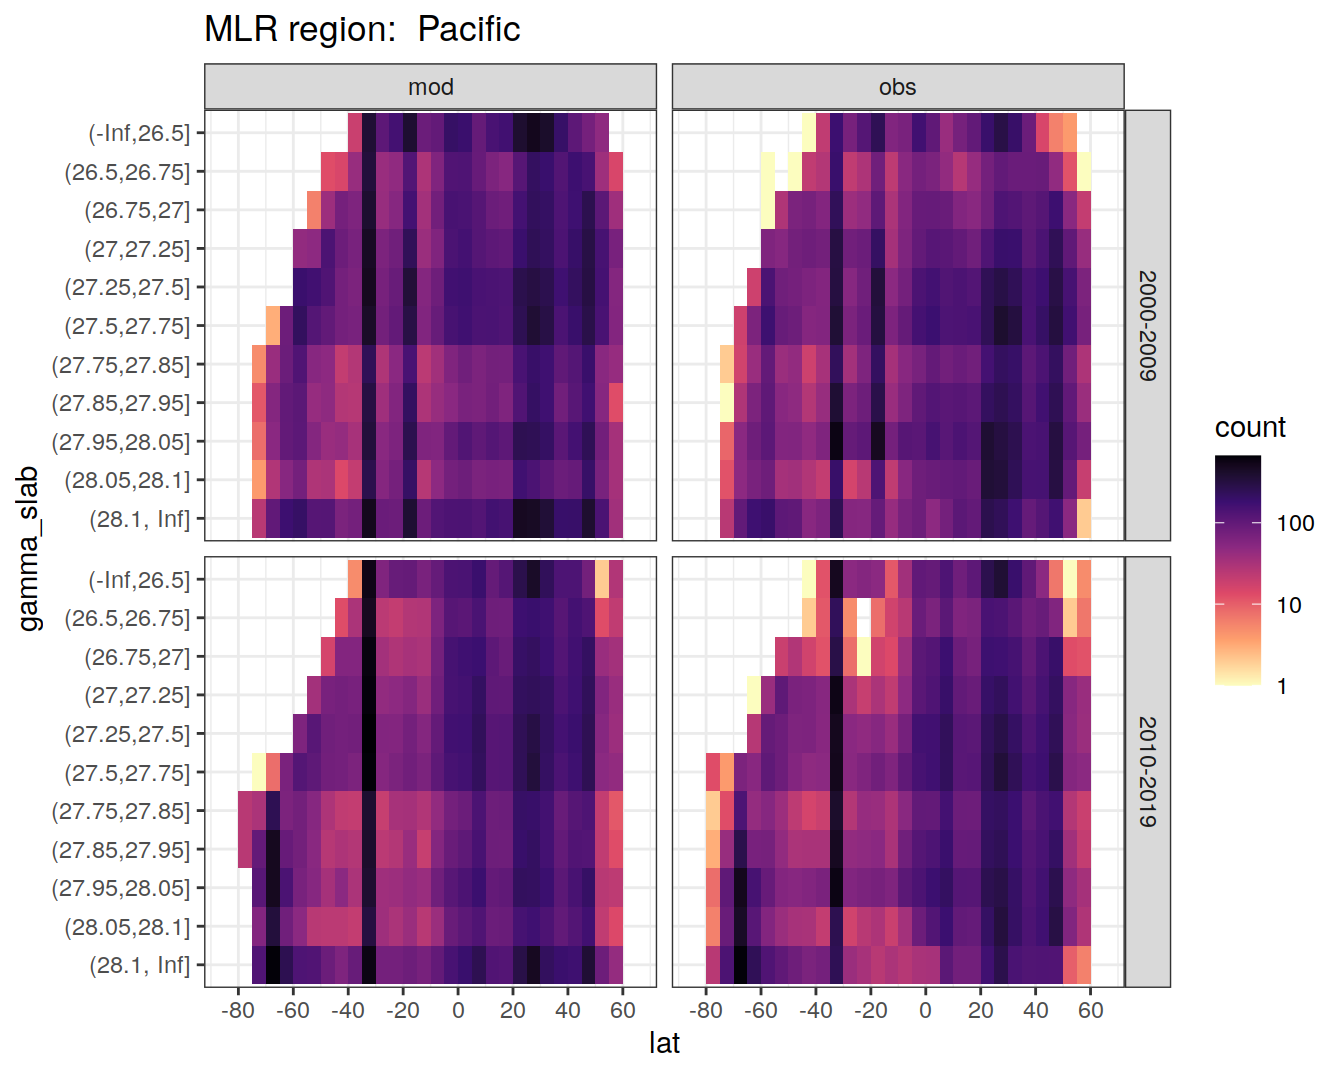 MLR region:  Pacific
mod
obs
(-Inf,26.5]
(26.5,26.75]
(26.75,27]
(27,27.25]
(27.25,27.5]
(27.5,27.75]
(27.75,27.85]
(27.85,27.95]
(27.95,28.05]
(28.05,28.1]
(28.1, Inf]
2000-2009
(-Inf,26.5]
(26.5,26.75]
(26.75,27]
(27,27.25]
(27.25,27.5]
(27.5,27.75]
(27.75,27.85]
(27.85,27.95]
(27.95,28.05]
(28.05,28.1]
(28.1, Inf]
2010-2019
gamma_slab
-80 -60 -40 -20 0 20 40 60
-80 -60 -40 -20 0 20 40 60
lat
count
100
10
1